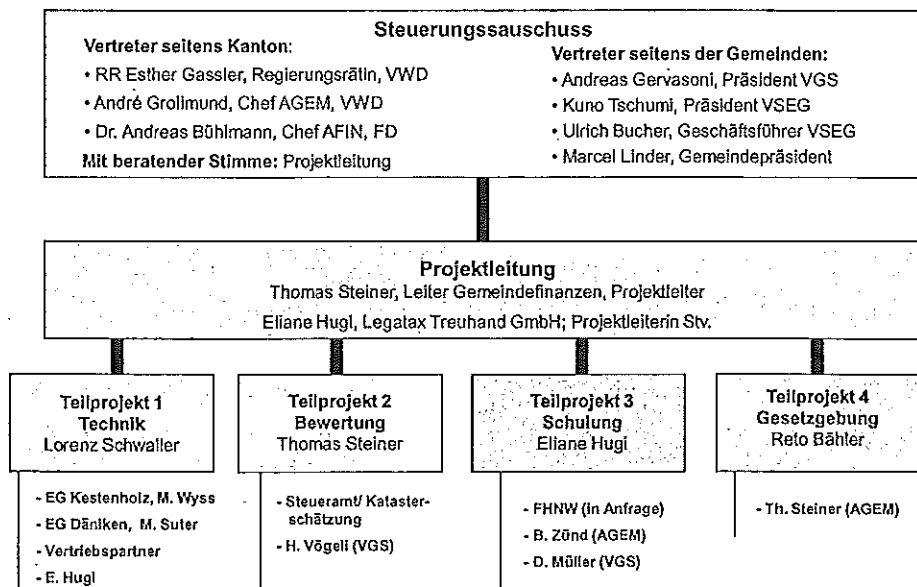 Steuerungssauschuss
Vertreter seitens Kanton:
• RR Esther Gassler, Regierungsrätin, VWD
• André Grolimund, Chef AGEM, VWD
• Dr. Andreas Bühlmann, Chef AFIN, FD
Mit beratender Stimme: Projektleitung
Vertreter seitens der Gemeinden:
• Andreas Gervasoni, Präsident VGS
• Kuno Tschumi, Präsident VSEG
• Ulrich Bucher, Geschäftsführer VSEG
• Marcel Linder, Gemeindepräsident
Projektleitung
Thomas Steiner, Leiter Gemeindefinanzen, Projektleiter
Eliane Hugi, Legatax Treuhand GmbH; Projektleiterin Stv.
Teilprojekt 1
Technik
Lorenz Schwaller
- EG Kestenholz, M. Wyss
- EG Däniken, M. Suter
- Vertriebspartner
- E. Hugi
Teilprojekt 2
Bewertung
Thomas Steiner
- Steueramt/ Kataster-
schätzung
- H. Vögeli (VGS)
Teilprojekt 3
Schulung
Eliane Hugi
- FHNW (in Anfrage)
- B. Zünd (AGEM)
- D. Müller (VGS)
Teilprojekt 4
Gesetzgebung
Reto Bähler
- Th. Steiner (AGEM)